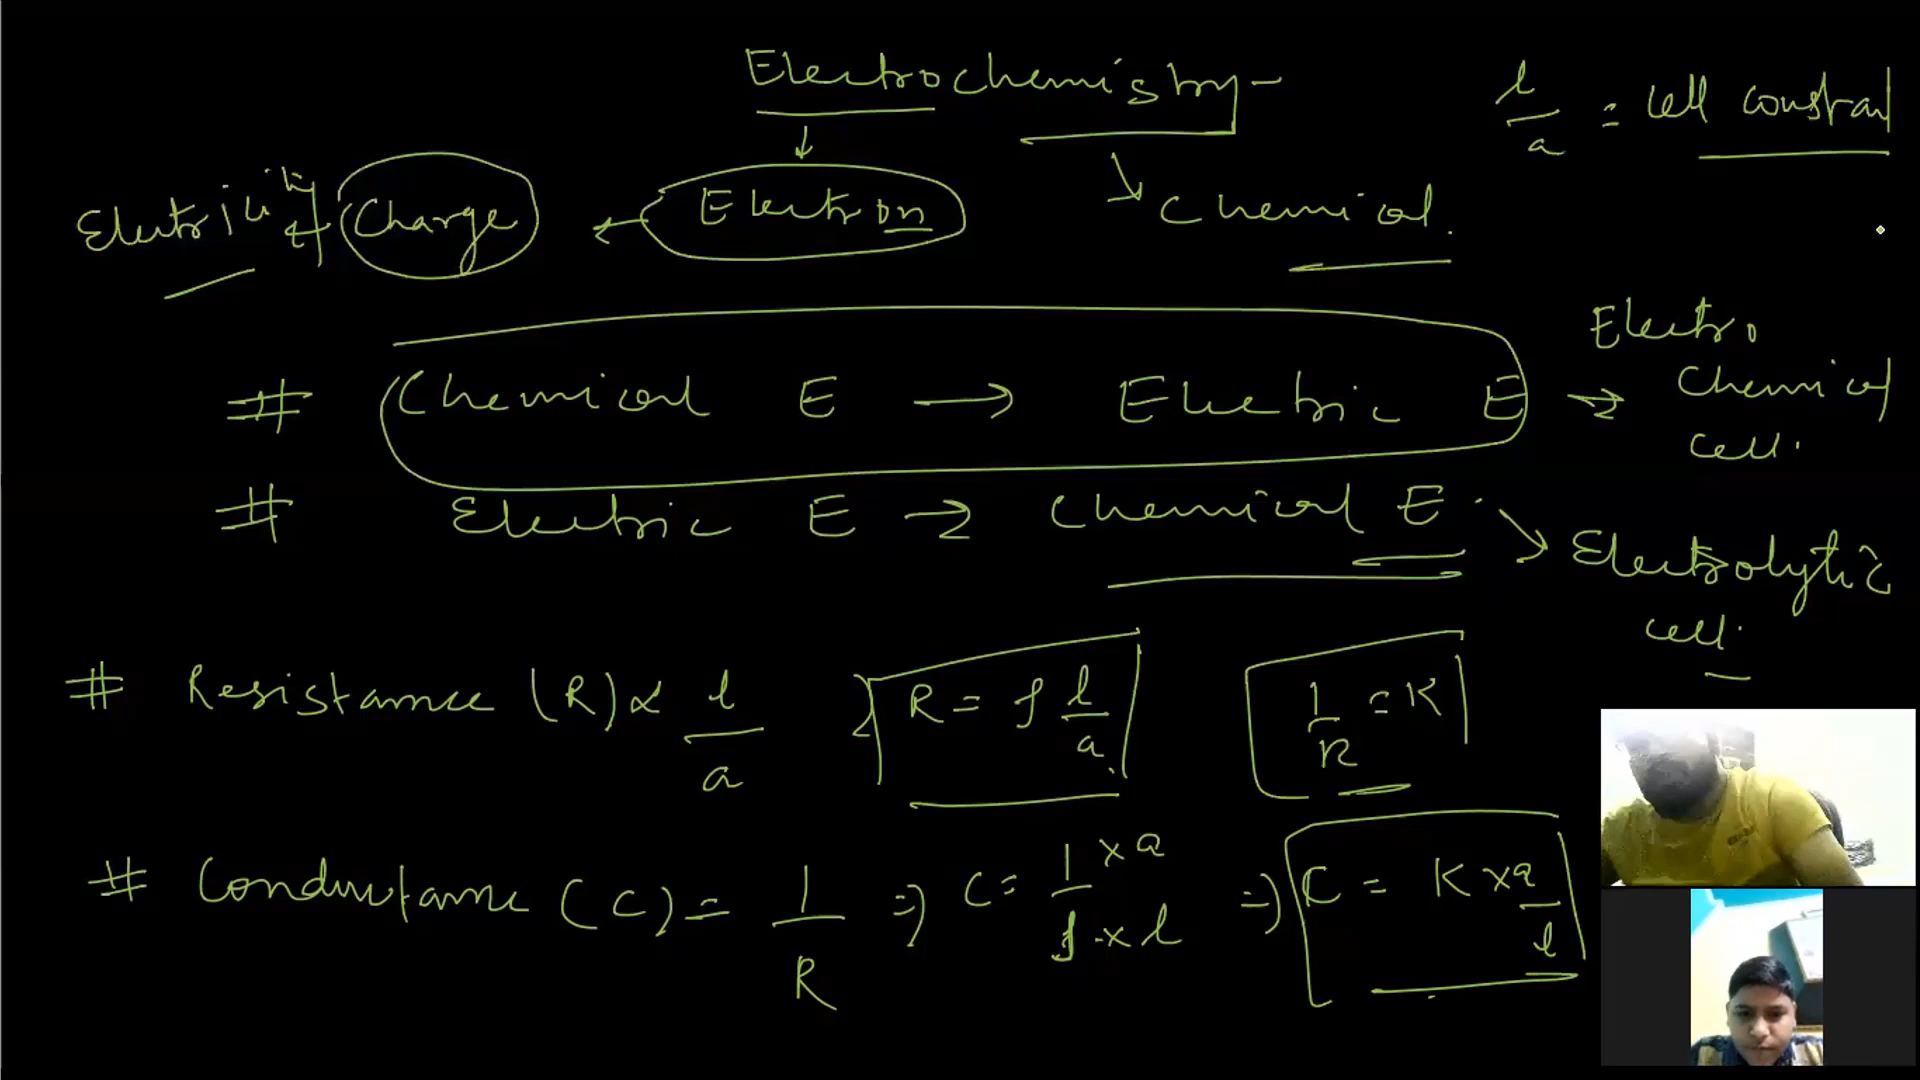 Electrochemistry-
l/a = cell constant
Electricity ← Charge ← Electron
Chemical.
# Chemical E → Electric E → Electro Chemical cell.
# Electric E → Chemical E. → Electrolytic cell.
# Resistance (R) ∝ l/a R = ρ l/a 1/R = K
# Conductance (C) = 1/R ⇒ C = 1/ρ × a/l ⇒ C = K × a/l